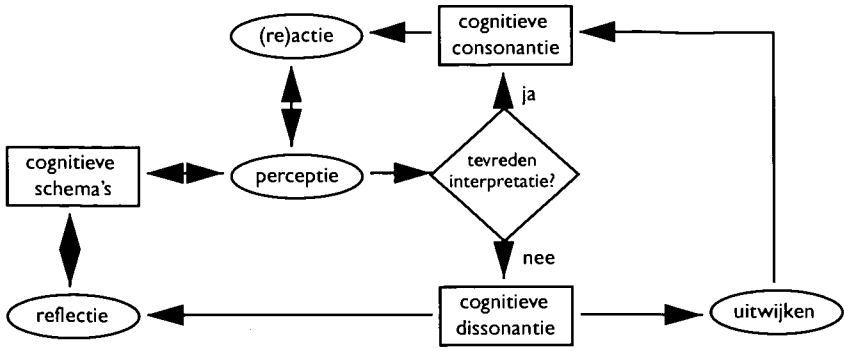 (re)actie
cognitieve
consonantie
ja
cognitieve
schema's
perceptie
tevreden
interpretatie?
nee
reflectie
cognitieve
dissonantie
uitwijken